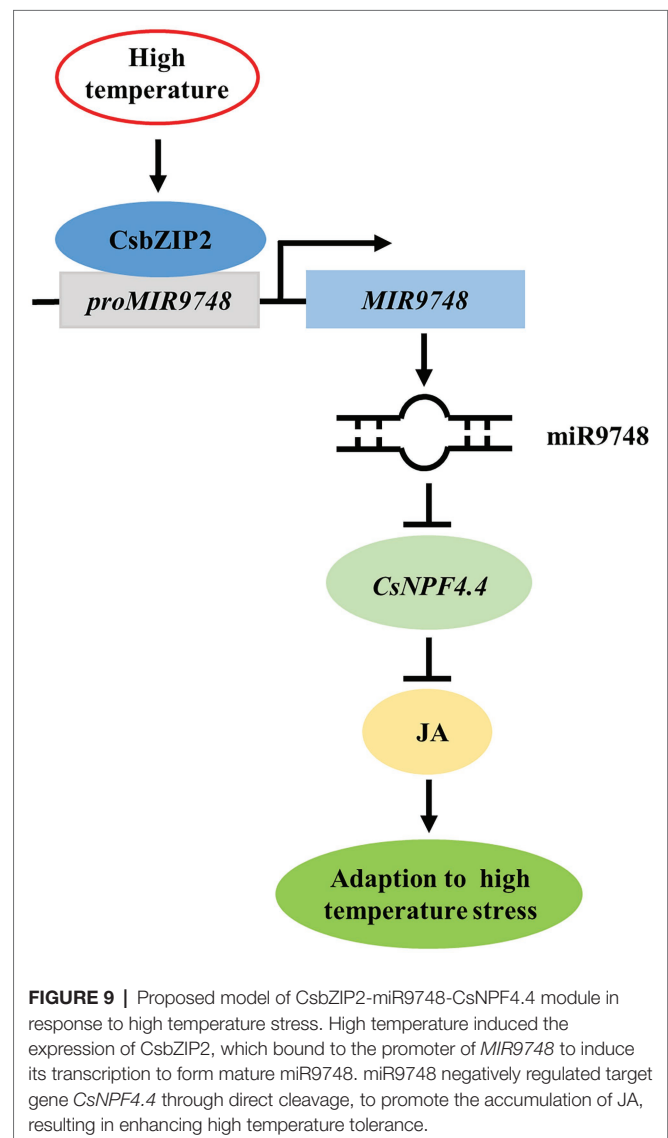 High
temperature
CsbZIP2
proMIR9748
MIR9748
miR9748
CsNPF4.4
JA
Adaption to high
temperature stress
FIGURE 9 | Proposed model of CsbZIP2-miR9748-CsNPF4.4 module in
response to high temperature stress. High temperature induced the
expression of CsbZIP2, which bound to the promoter of MIR9748 to induce
its transcription to form mature miR9748. miR9748 negatively regulated target
gene CsNPF4.4 through direct cleavage, to promote the accumulation of JA,
resulting in enhancing high temperature tolerance.